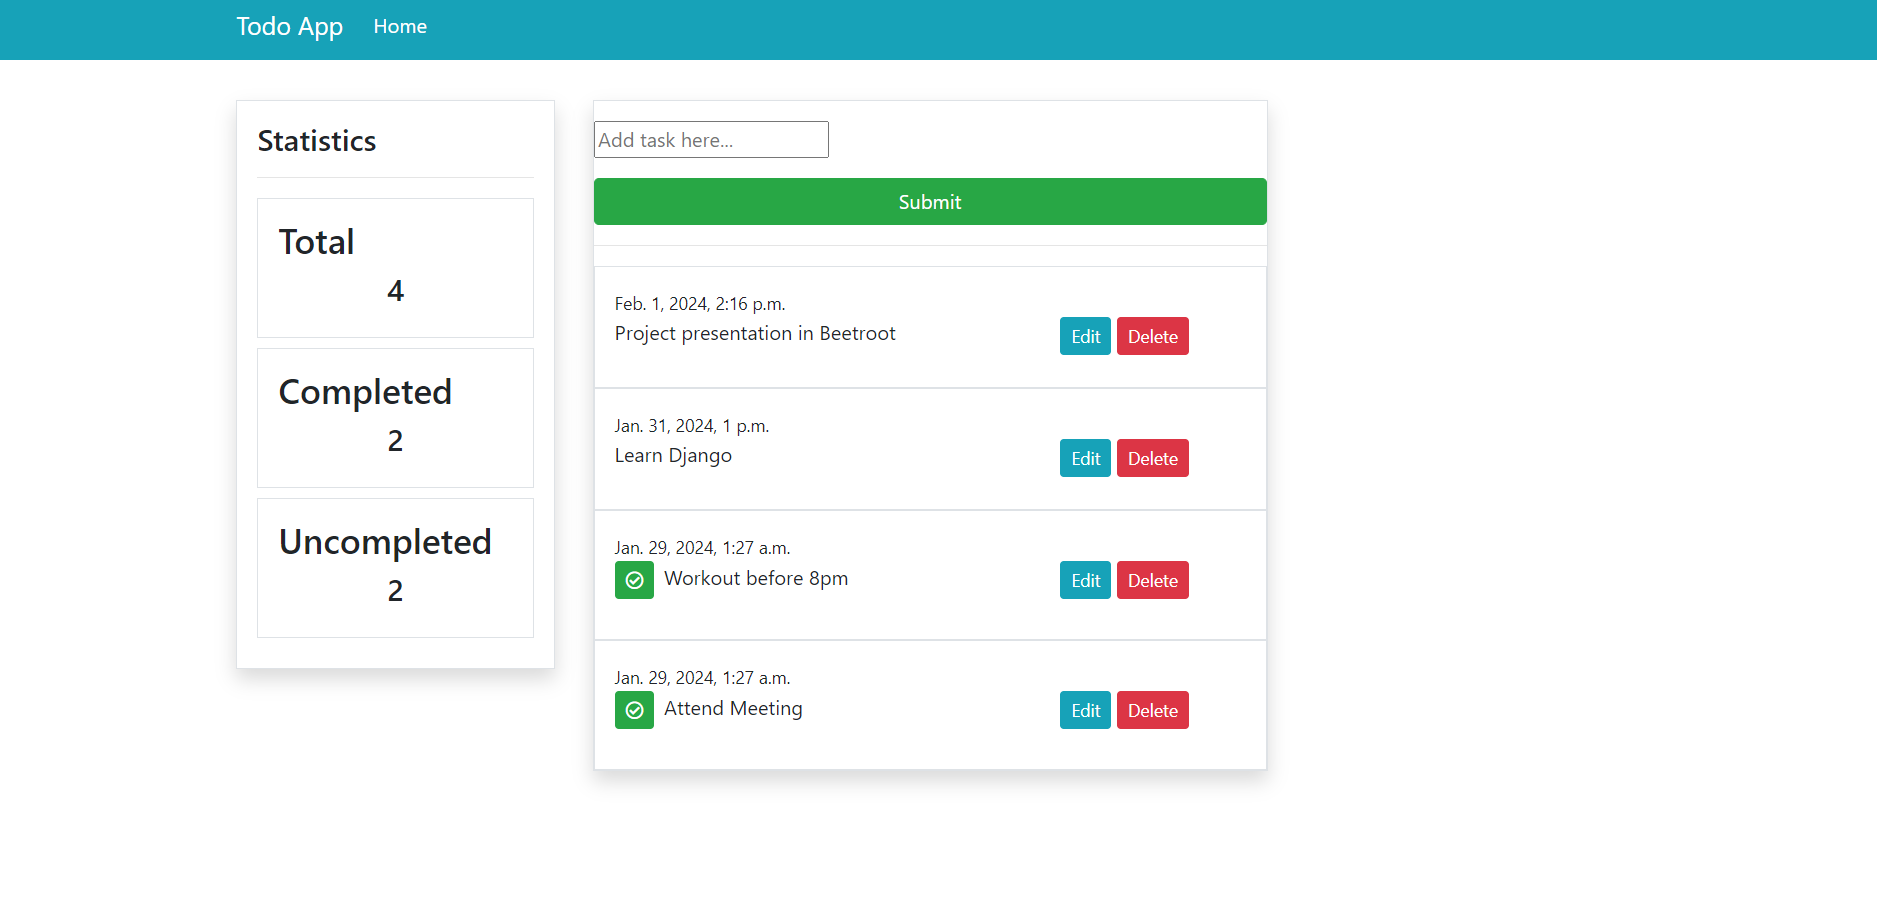 Todo App Home
Statistics
Total
4
Completed
2
Uncompleted
2
Add task here...
Submit
Feb. 1, 2024, 2:16 p.m.
Project presentation in Beetroot
Edit Delete
Jan. 31, 2024, 1 p.m.
Learn Django
Edit Delete
Jan. 29, 2024, 1:27 a.m.
Workout before 8pm
Edit Delete
Jan. 29, 2024, 1:27 a.m.
Attend Meeting
Edit Delete